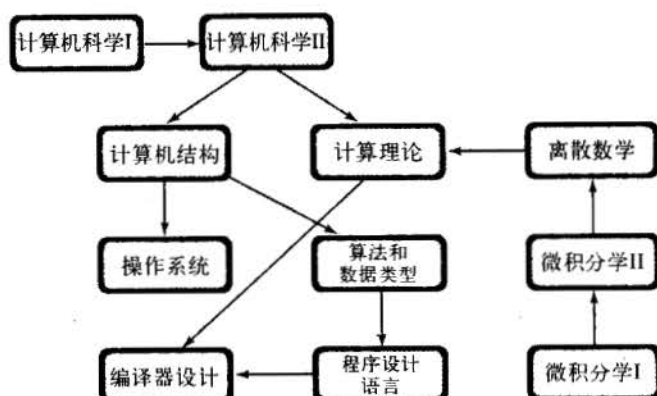 计算机科学I
计算机科学II
计算机结构
计算理论
离散数学
操作系统
算法和
数据类型
微积分学II
编译器设计
程序设计
语言
微积分学I